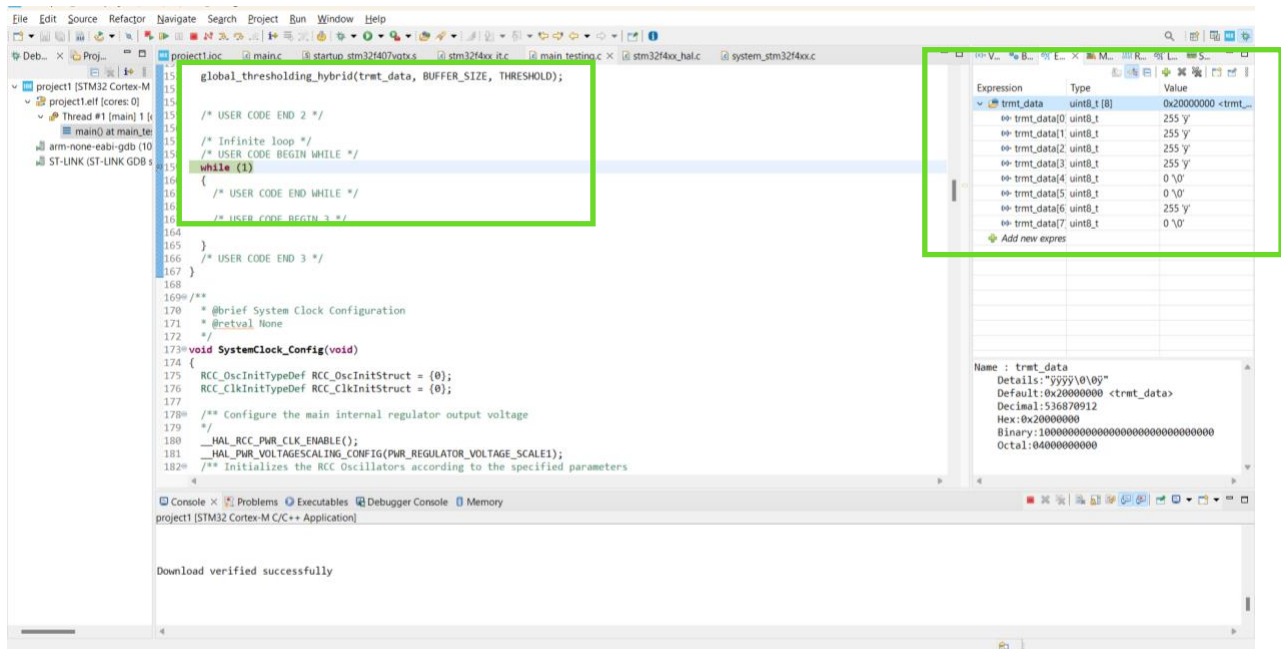 File Edit Source Refactor Navigate Search Project Run Window Help
Deb... Proj...
project1.ioc main.c startup_stm32f407vgtx.s stm32f4xx_it.c main_testing.c stm32f4xx_hal.c system_stm32f4xx.c
V... B... E... M... R... L... S...
project1 [STM32 Cortex-M
project1.elf [cores: 0]
Thread #1 [main] 1 [
main() at main_te
arm-none-eabi-gdb (10
ST-LINK (ST-LINK GDB s
global_thresholding_hybrid(trmt_data, BUFFER_SIZE, THRESHOLD);
/* USER CODE END 2 */
/* Infinite loop */
/* USER CODE BEGIN WHILE */
while (1)
{
/* USER CODE END WHILE */
/* USER CODE BEGIN 3 */
164
165 }
166 /* USER CODE END 3 */
167 }
168
169 /**
170 * @brief System Clock Configuration
171 * @retval None
172 */
173 void SystemClock_Config(void)
174 {
175 RCC_OscInitTypeDef RCC_OscInitStruct = {0};
176 RCC_ClkInitTypeDef RCC_ClkInitStruct = {0};
177
178 /** Configure the main internal regulator output voltage
179 */
180 __HAL_RCC_PWR_CLK_ENABLE();
181 __HAL_PWR_VOLTAGESCALING_CONFIG(PWR_REGULATOR_VOLTAGE_SCALE1);
182 /** Initializes the RCC Oscillators according to the specified parameters
Expression Type Value
trmt_data uint8_t [8] 0x20000000 <trmt_...
trmt_data[0] uint8_t 255 'ÿ'
trmt_data[1] uint8_t 255 'ÿ'
trmt_data[2] uint8_t 255 'ÿ'
trmt_data[3] uint8_t 255 'ÿ'
trmt_data[4] uint8_t 0 '\0'
trmt_data[5] uint8_t 0 '\0'
trmt_data[6] uint8_t 255 'ÿ'
trmt_data[7] uint8_t 0 '\0'
Add new expres
Name : trmt_data
Details:"ÿÿÿÿ\0\0ÿ"
Default:0x20000000 <trmt_data>
Decimal:536870912
Hex:0x20000000
Binary:100000000000000000000000000000
Octal:04000000000
Console Problems Executables Debugger Console Memory
project1 [STM32 Cortex-M C/C++ Application]
Download verified successfully